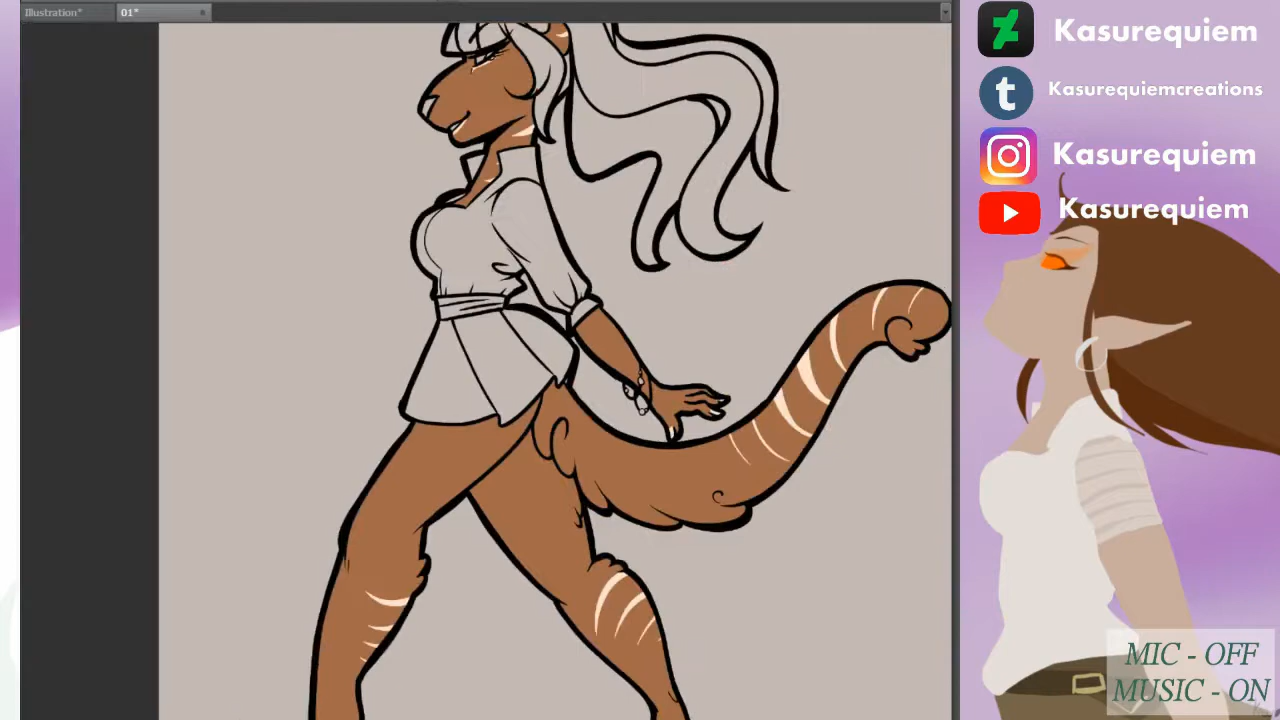 Illustration*
01*
Kasurequiem
t Kasurequiemcreations
Kasurequiem
Kasurequiem
MIC - OFF
MUSIC - ON